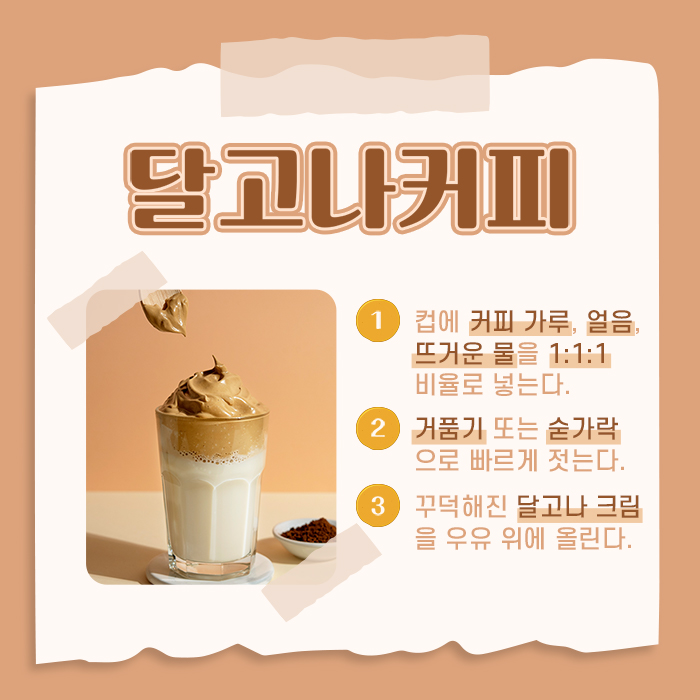 달고나커피
1 컵에 커피 가루, 얼음,
뜨거운 물을 1:1:1
비율로 넣는다.
2 거품기 또는 숟가락
으로 빠르게 젓는다.
3 꾸덕해진 달고나 크림
을 우유 위에 올린다.